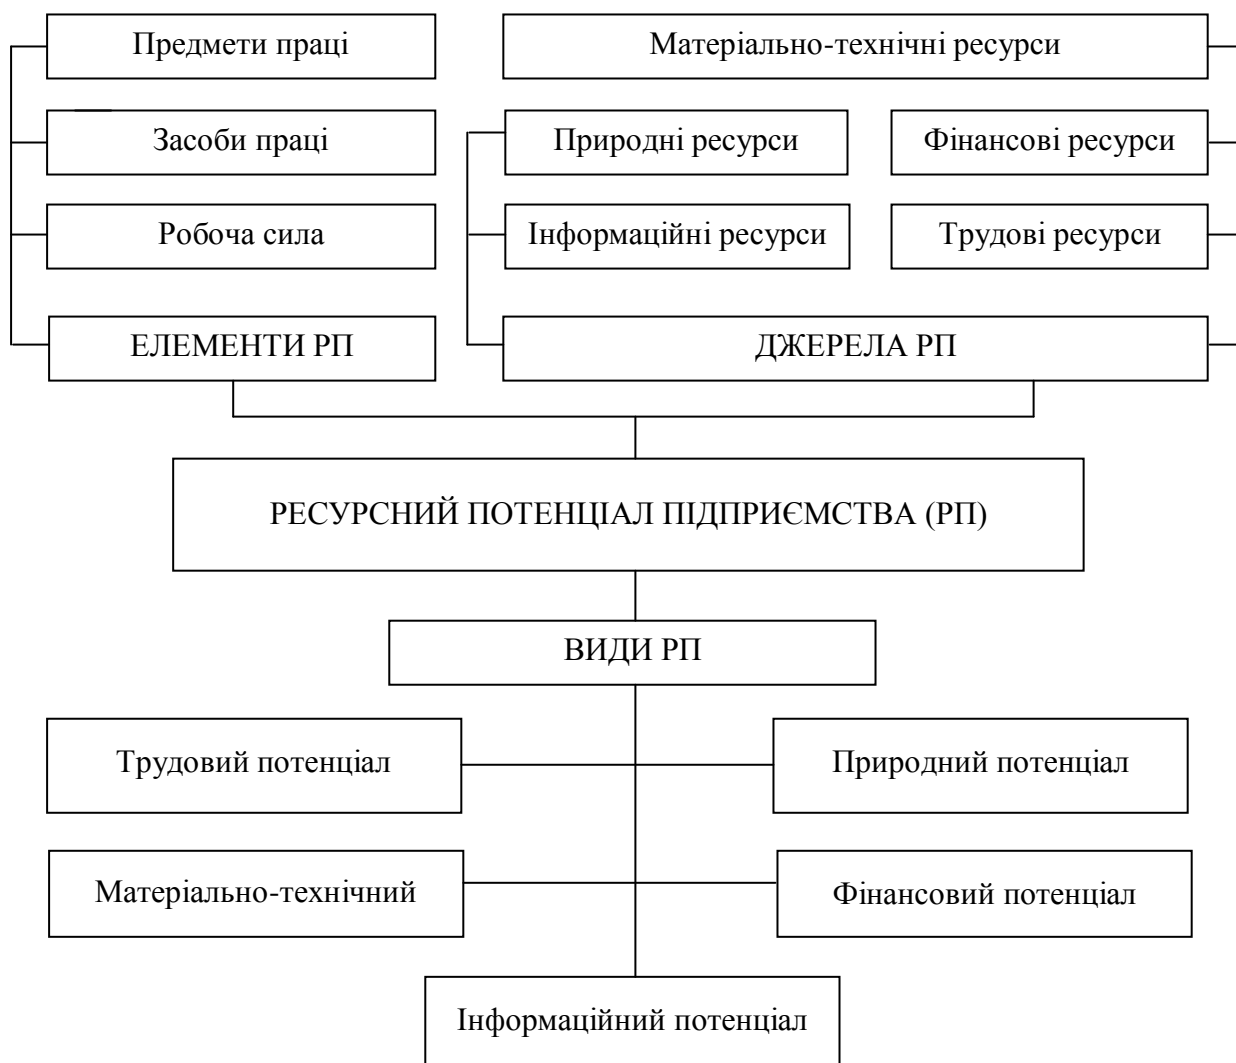 Предмети праці
Матеріально-технічні ресурси
Засоби праці
Природні ресурси
Фінансові ресурси
Робоча сила
Інформаційні ресурси
Трудові ресурси
ЕЛЕМЕНТИ РП
ДЖЕРЕЛА РП
РЕСУРСНИЙ ПОТЕНЦІАЛ ПІДПРИЄМСТВА (РП)
ВИДИ РП
Трудовий потенціал
Природний потенціал
Матеріально-технічний
Фінансовий потенціал
Інформаційний потенціал